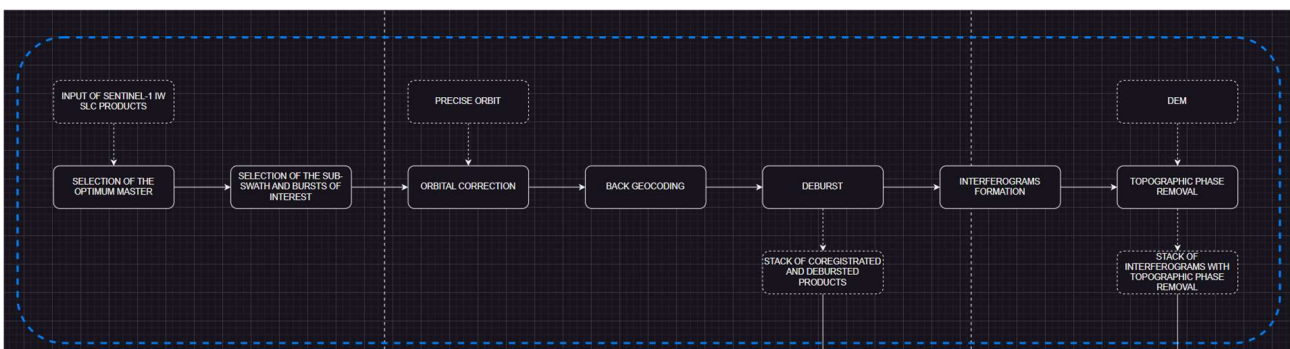 INPUT OF SENTINEL-1 IW
SLC PRODUCTS
PRECISE ORBIT
DEM
SELECTION OF THE
OPTIMUM MASTER
SELECTION OF THE SUB-
SWATH AND BURSTS OF
INTEREST
ORBITAL CORRECTION
BACK GEOCODING
DEBURST
INTERFEROGRAMS
FORMATION
TOPOGRAPHIC PHASE
REMOVAL
STACK OF COREGISTRATED
AND DEBURSTED
PRODUCTS
STACK OF
INTERFEROGRAMS WITH
TOPOGRAPHIC PHASE
REMOVAL